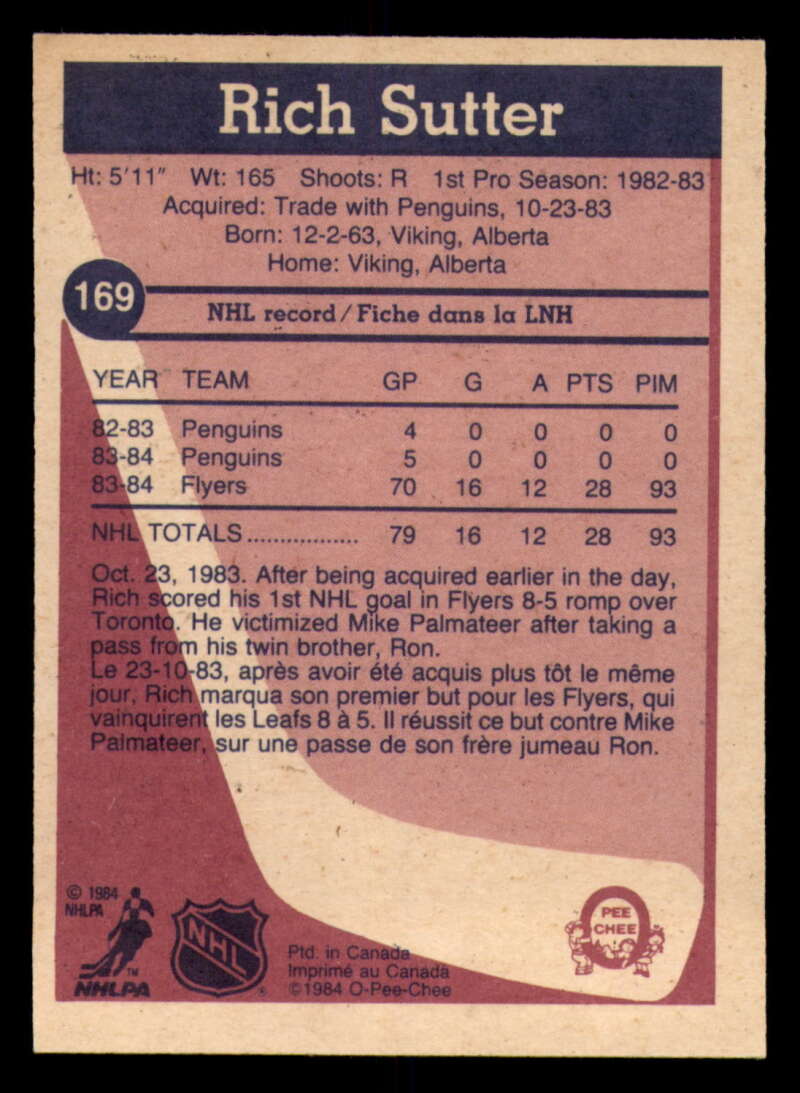 Rich Sutter
Ht: 5'11" Wt: 165 Shoots: R 1st Pro Season: 1982-83
Acquired: Trade with Penguins, 10-23-83
Born: 12-2-63, Viking, Alberta
Home: Viking, Alberta
169
NHL record/Fiche dans la LNH
YEAR TEAM GP G A PTS PIM
82-83 Penguins 4 0 0 0 0
83-84 Penguins 5 0 0 0 0
83-84 Flyers 70 16 12 28 93
NHL TOTALS................. 79 16 12 28 93
Oct. 23, 1983. After being acquired earlier in the day,
Rich scored his 1st NHL goal in Flyers 8-5 romp over
Toronto. He victimized Mike Palmateer after taking a
pass from his twin brother, Ron.
Le 23-10-83, après avoir été acquis plus tôt le même
jour, Rich marqua son premier but pour les Flyers, qui
vainquirent les Leafs 8 à 5. Il réussit ce but contre Mike
Palmateer, sur une passe de son frère jumeau Ron.
© 1984
NHLPA
TM
NHLPA
NHL
®
Ptd. in Canada
Imprimé au Canada
©1984 O-Pee-Chee
PEE
CHEE